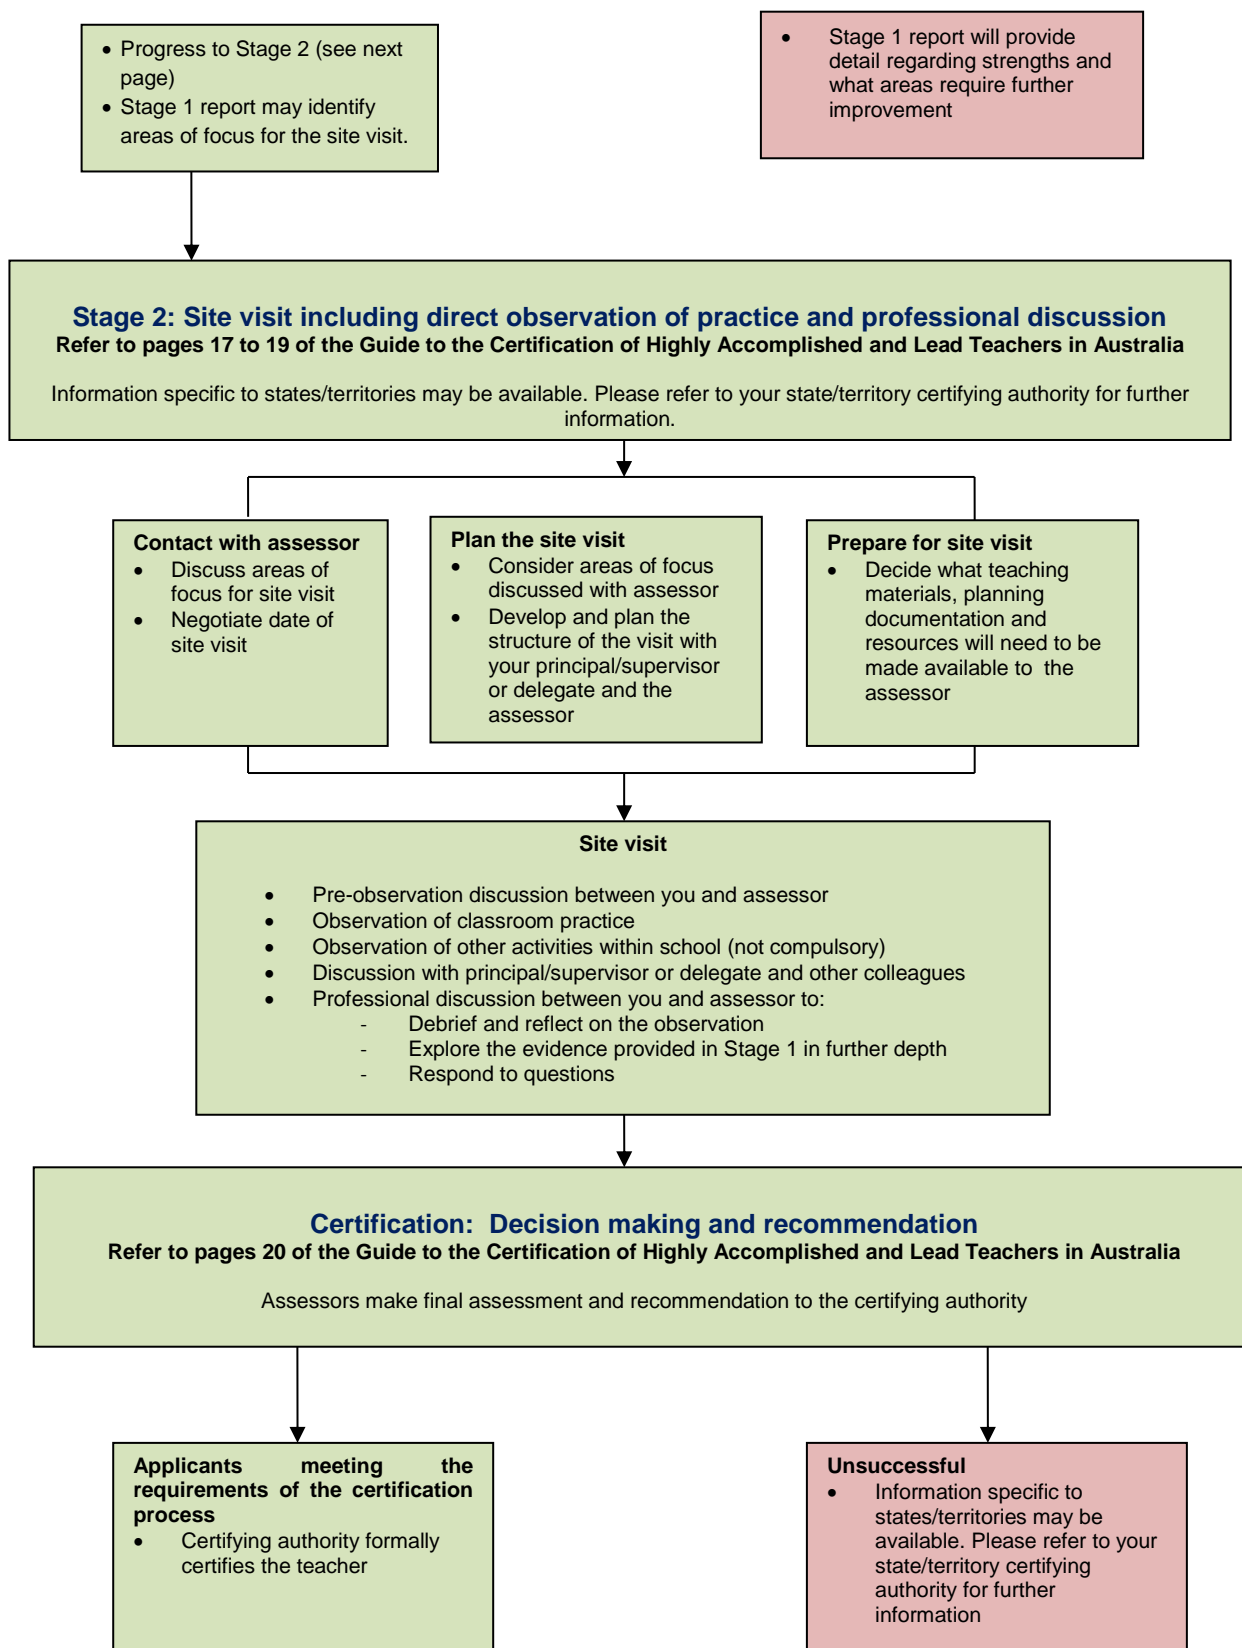 • Progress to Stage 2 (see next
page)
• Stage 1 report may identify
areas of focus for the site visit.
• Stage 1 report will provide
detail regarding strengths and
what areas require further
improvement
Stage 2: Site visit including direct observation of practice and professional discussion
Refer to pages 17 to 19 of the Guide to the Certification of Highly Accomplished and Lead Teachers in Australia
Information specific to states/territories may be available. Please refer to your state/territory certifying authority for further
information.
Contact with assessor
• Discuss areas of
focus for site visit
• Negotiate date of
site visit
Plan the site visit
• Consider areas of focus
discussed with assessor
• Develop and plan the
structure of the visit with
your principal/supervisor
or delegate and the
assessor
Prepare for site visit
• Decide what teaching
materials, planning
documentation and
resources will need to be
made available to  the
assessor
Site visit
• Pre-observation discussion between you and assessor
• Observation of classroom practice
• Observation of other activities within school (not compulsory)
• Discussion with principal/supervisor or delegate and other colleagues
• Professional discussion between you and assessor to:
- Debrief and reflect on the observation
- Explore the evidence provided in Stage 1 in further depth
- Respond to questions
Certification:  Decision making and recommendation
Refer to pages 20 of the Guide to the Certification of Highly Accomplished and Lead Teachers in Australia
Assessors make final assessment and recommendation to the certifying authority
Applicants meeting the
requirements of the certification
process
• Certifying authority formally
certifies the teacher
Unsuccessful
• Information specific to
states/territories may be
available. Please refer to your
state/territory certifying
authority for further
information